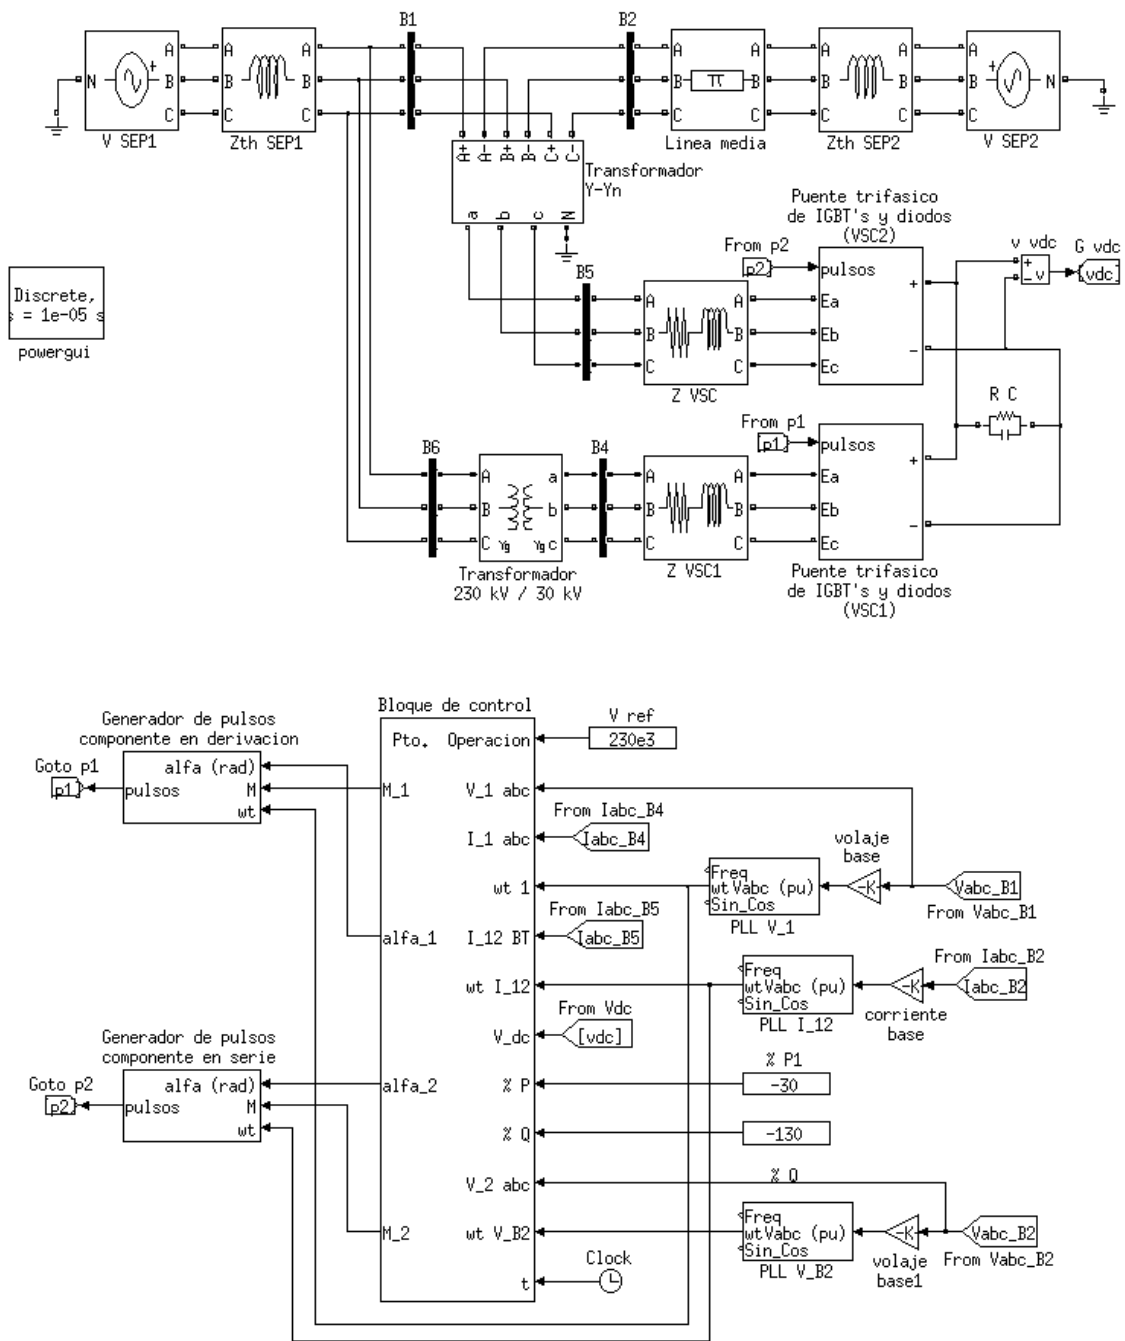 B1
B2
A
A
A
A
A
A
A
A
N
B
B
B
B
B
B
B
B
N
C
C
C
C
C
C
C
C
V SEP1
Zth SEP1
Linea media
Zth SEP2
V SEP2
A+
A-
B+
B-
C+
C-
Transformador
Y-Yn
a
b
c
N
Puente trifasico
de IGBT's y diodos
(VSC2)
From p2
p2
pulsos
v vdc
G vdc
+
-v
vdc
B5
Discrete,
s = 1e-05 s
powergui
A
A
Ea
+
B
B
Eb
-
C
C
Ec
Z VSC
R C
From p1
p1
pulsos
B6
B4
A
a
A
A
Ea
+
B
b
B
B
Eb
-
C
Yg
Yg
c
C
C
Ec
Transformador
230 kV / 30 kV
Z VSC1
Puente trifasico
de IGBT's y diodos
(VSC1)
Bloque de control
Generador de pulsos
componente en derivacion
V ref
Pto. Operacion
230e3
Goto p1
alfa (rad)
p1
pulsos
M
M_1
V_1 abc
wt
From Iabc_B4
I_1 abc
Iabc_B4
volaje
base
Freq
wt 1
wt
Vabc (pu)
-K
Vabc_B1
Sin_Cos
From Vabc_B1
PLL V_1
From Iabc_B5
alfa_1
I_12 BT
Iabc_B5
From Iabc_B2
Freq
wt I_12
wt
Vabc (pu)
-K
Iabc_B2
Sin_Cos
PLL I_12
corriente
base
From Vdc
V_dc
[vdc]
Generador de pulsos
componente en serie
% P1
Goto p2
alfa (rad)
alfa_2
% P
-30
p2
pulsos
M
wt
% Q
-130
% Q
V_2 abc
Freq
M_2
wt V_B2
wt
Vabc (pu)
-K
Vabc_B2
Sin_Cos
From Vabc_B2
PLL V_B2
volaje
base1
Clock
t